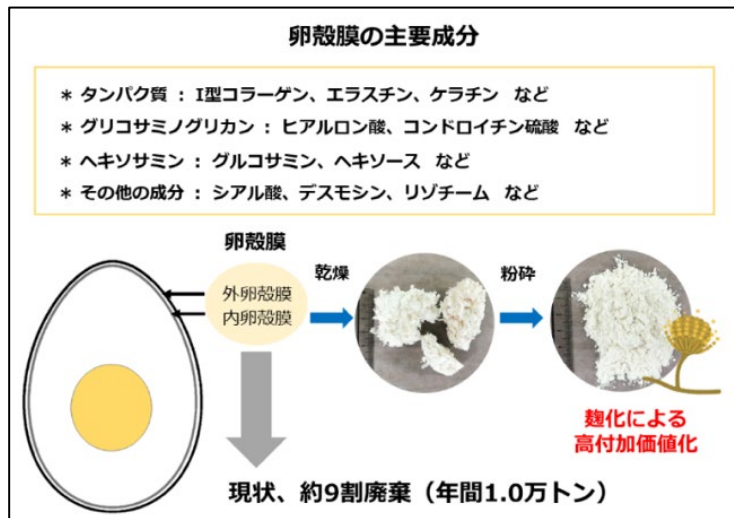 卵殻膜の主要成分
* タンパク質 : I型コラーゲン、エラスチン、ケラチン など
* グリコサミノグリカン : ヒアルロン酸、コンドロイチン硫酸 など
* ヘキソサミン : グルコサミン、ヘキソース など
* その他の成分 : シアル酸、デスモシン、リゾチーム など
卵殻膜
外卵殻膜
内卵殻膜
乾燥
粉砕
麹化による
高付加価値化
現状、約9割廃棄（年間1.0万トン）